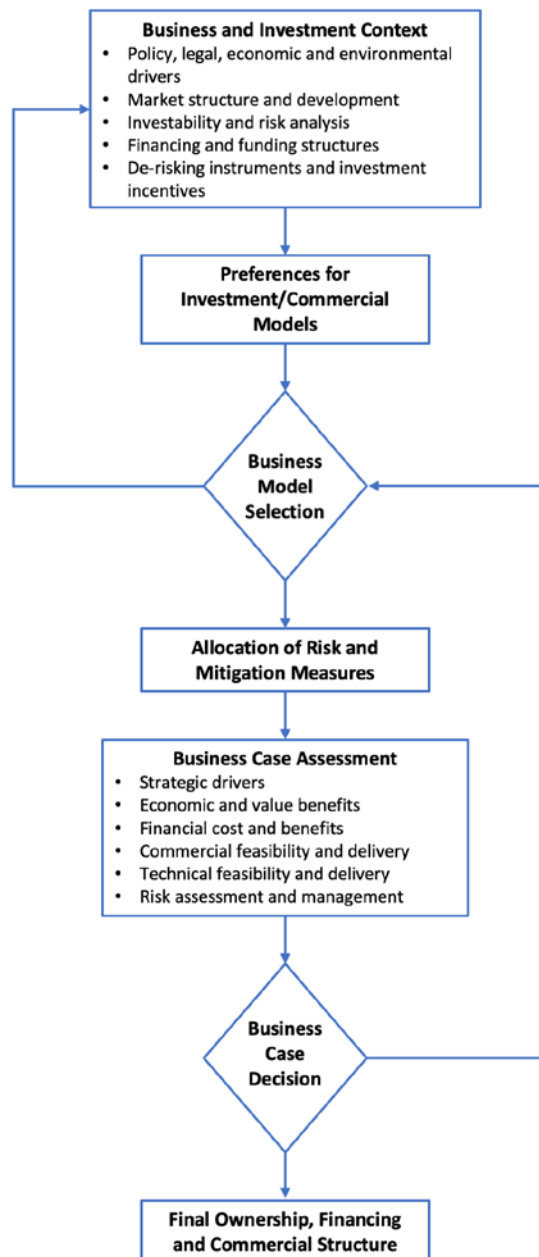 Business and Investment Context
• Policy, legal, economic and environmental
drivers
• Market structure and development
• Investability and risk analysis
• Financing and funding structures
• De-risking instruments and investment
incentives
Preferences for
Investment/Commercial
Models
Business
Model
Selection
Allocation of Risk and
Mitigation Measures
Business Case Assessment
• Strategic drivers
• Economic and value benefits
• Financial cost and benefits
• Commercial feasibility and delivery
• Technical feasibility and delivery
• Risk assessment and management
Business
Case
Decision
Final Ownership, Financing
and Commercial Structure